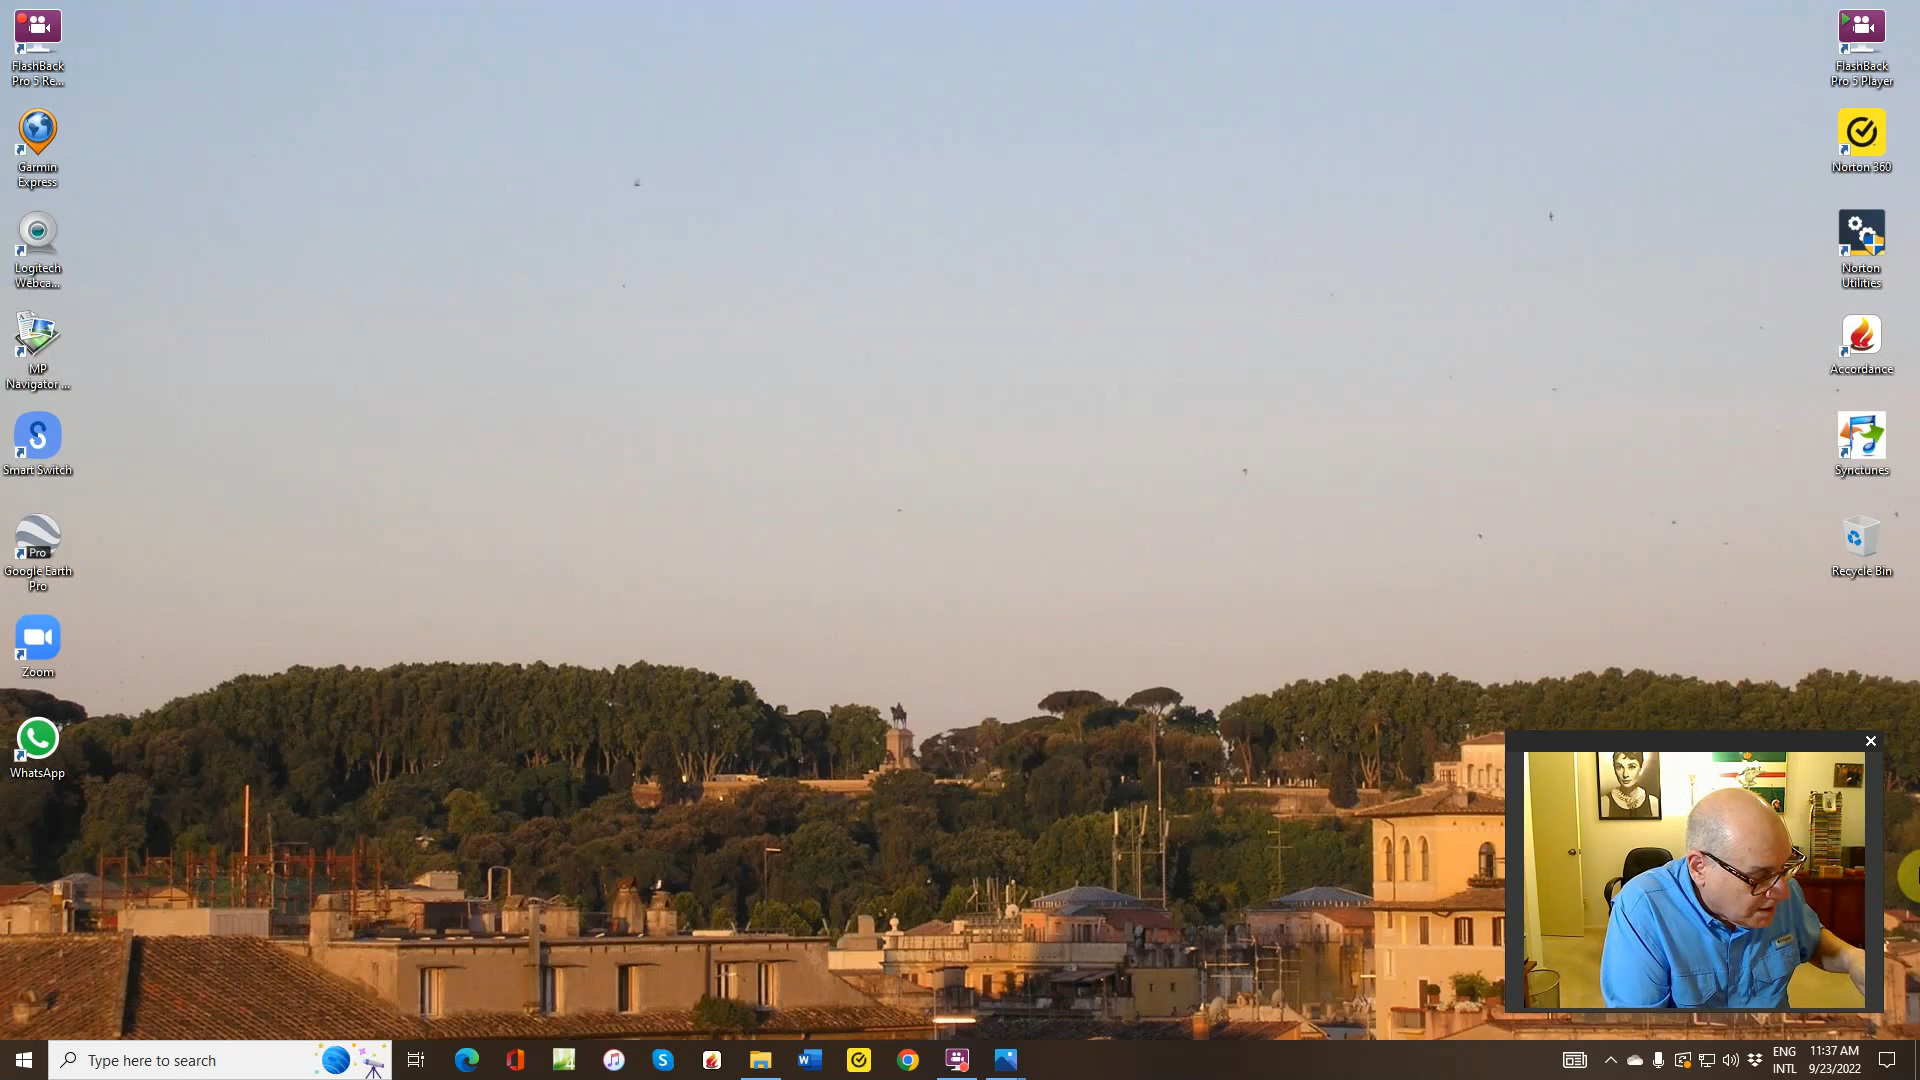 FlashBack
Pro 5 Re...
Garmin
Express
Logitech
Webca...
MP
Navigator ...
Smart Switch
Pro
Google Earth
Pro
Zoom
WhatsApp
FlashBack
Pro 5 Player
Norton 360
Norton
Utilities
Accordance
Synctunes
Recycle Bin
Type here to search
ENG
INTL
11:37 AM
9/23/2022